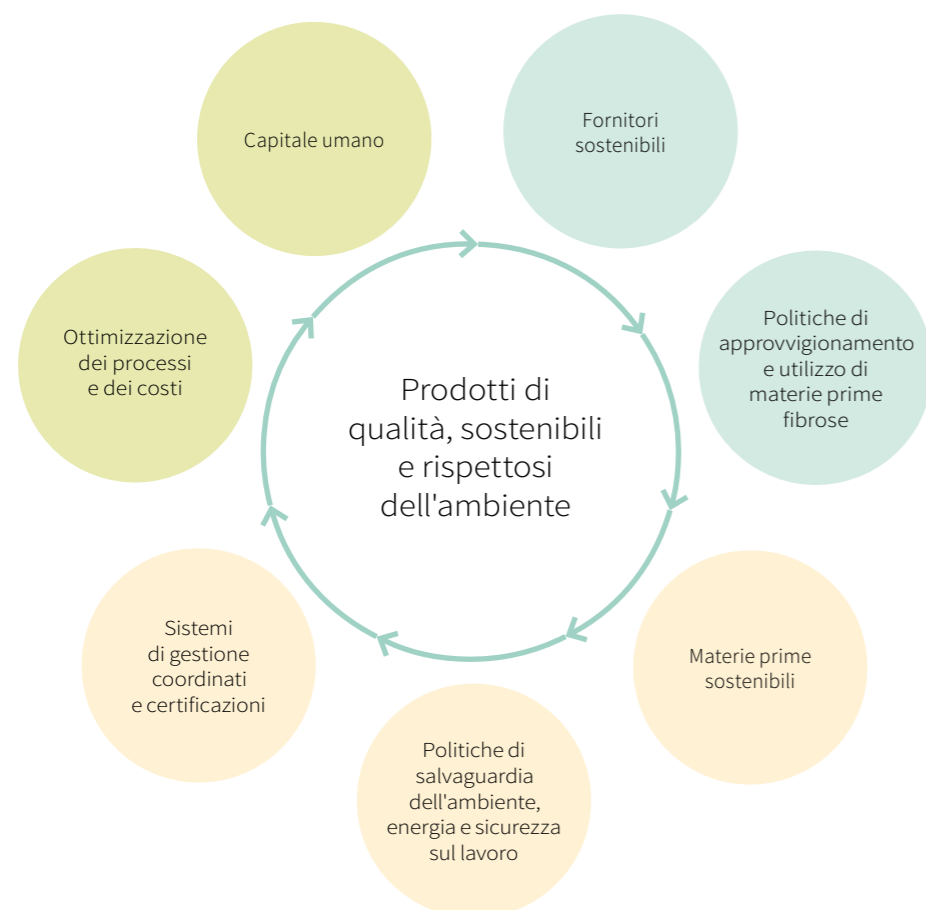 Capitale umano
Fornitori
sostenibili
Politiche di
approvvigionamento
e utilizzo di
materie prime
fibrose
Ottimizzazione
dei processi
e dei costi
Prodotti di
qualità, sostenibili
e rispettosi
dell'ambiente
Materie prime
sostenibili
Sistemi
di gestione
coordinati
e certificazioni
Politiche di
salvaguardia
dell'ambiente,
energia e sicurezza
sul lavoro